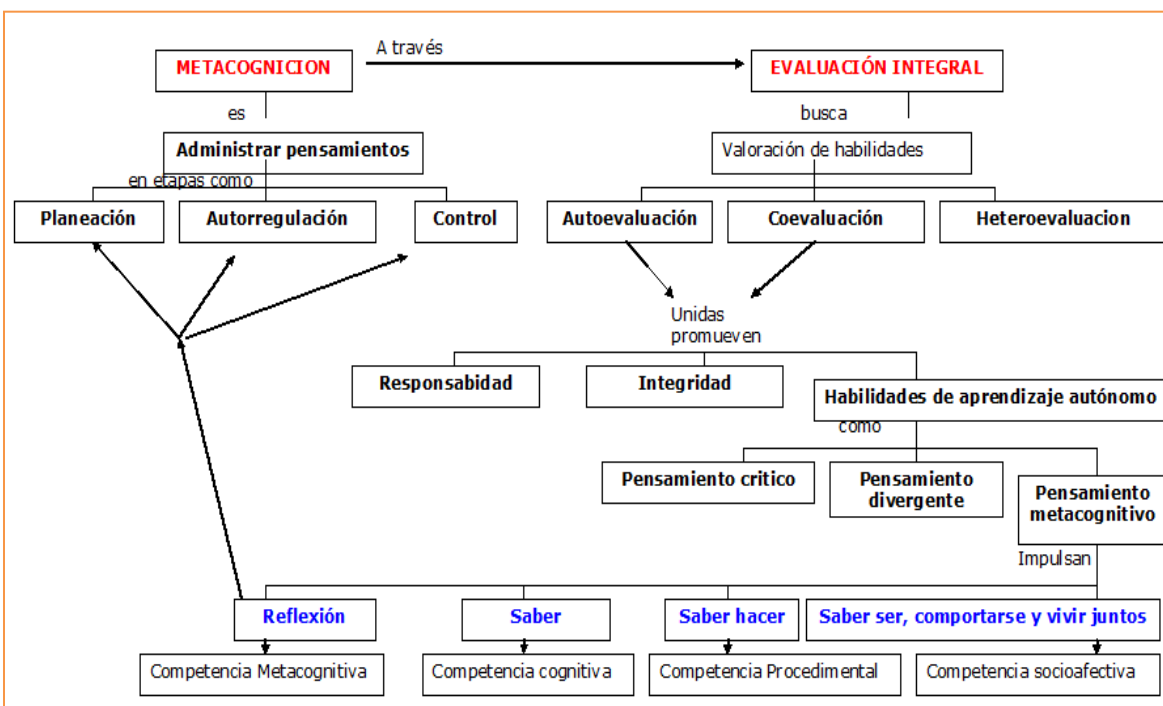 A través
METACOGNICION
EVALUACIÓN INTEGRAL
es
busca
Administrar pensamientos
Valoración de habilidades
en etapas como
Planeación
Autorregulación
Control
Autoevaluación
Coevaluación
Heteroevaluacion
Unidas
promueven
Responsabidad
Integridad
Habilidades de aprendizaje autónomo
como
Pensamiento critico
Pensamiento
divergente
Pensamiento
metacognitivo
Impulsan
Reflexión
Saber
Saber hacer
Saber ser, comportarse y vivir juntos
Competencia Metacognitiva
Competencia cognitiva
Competencia Procedimental
Competencia socioafectiva